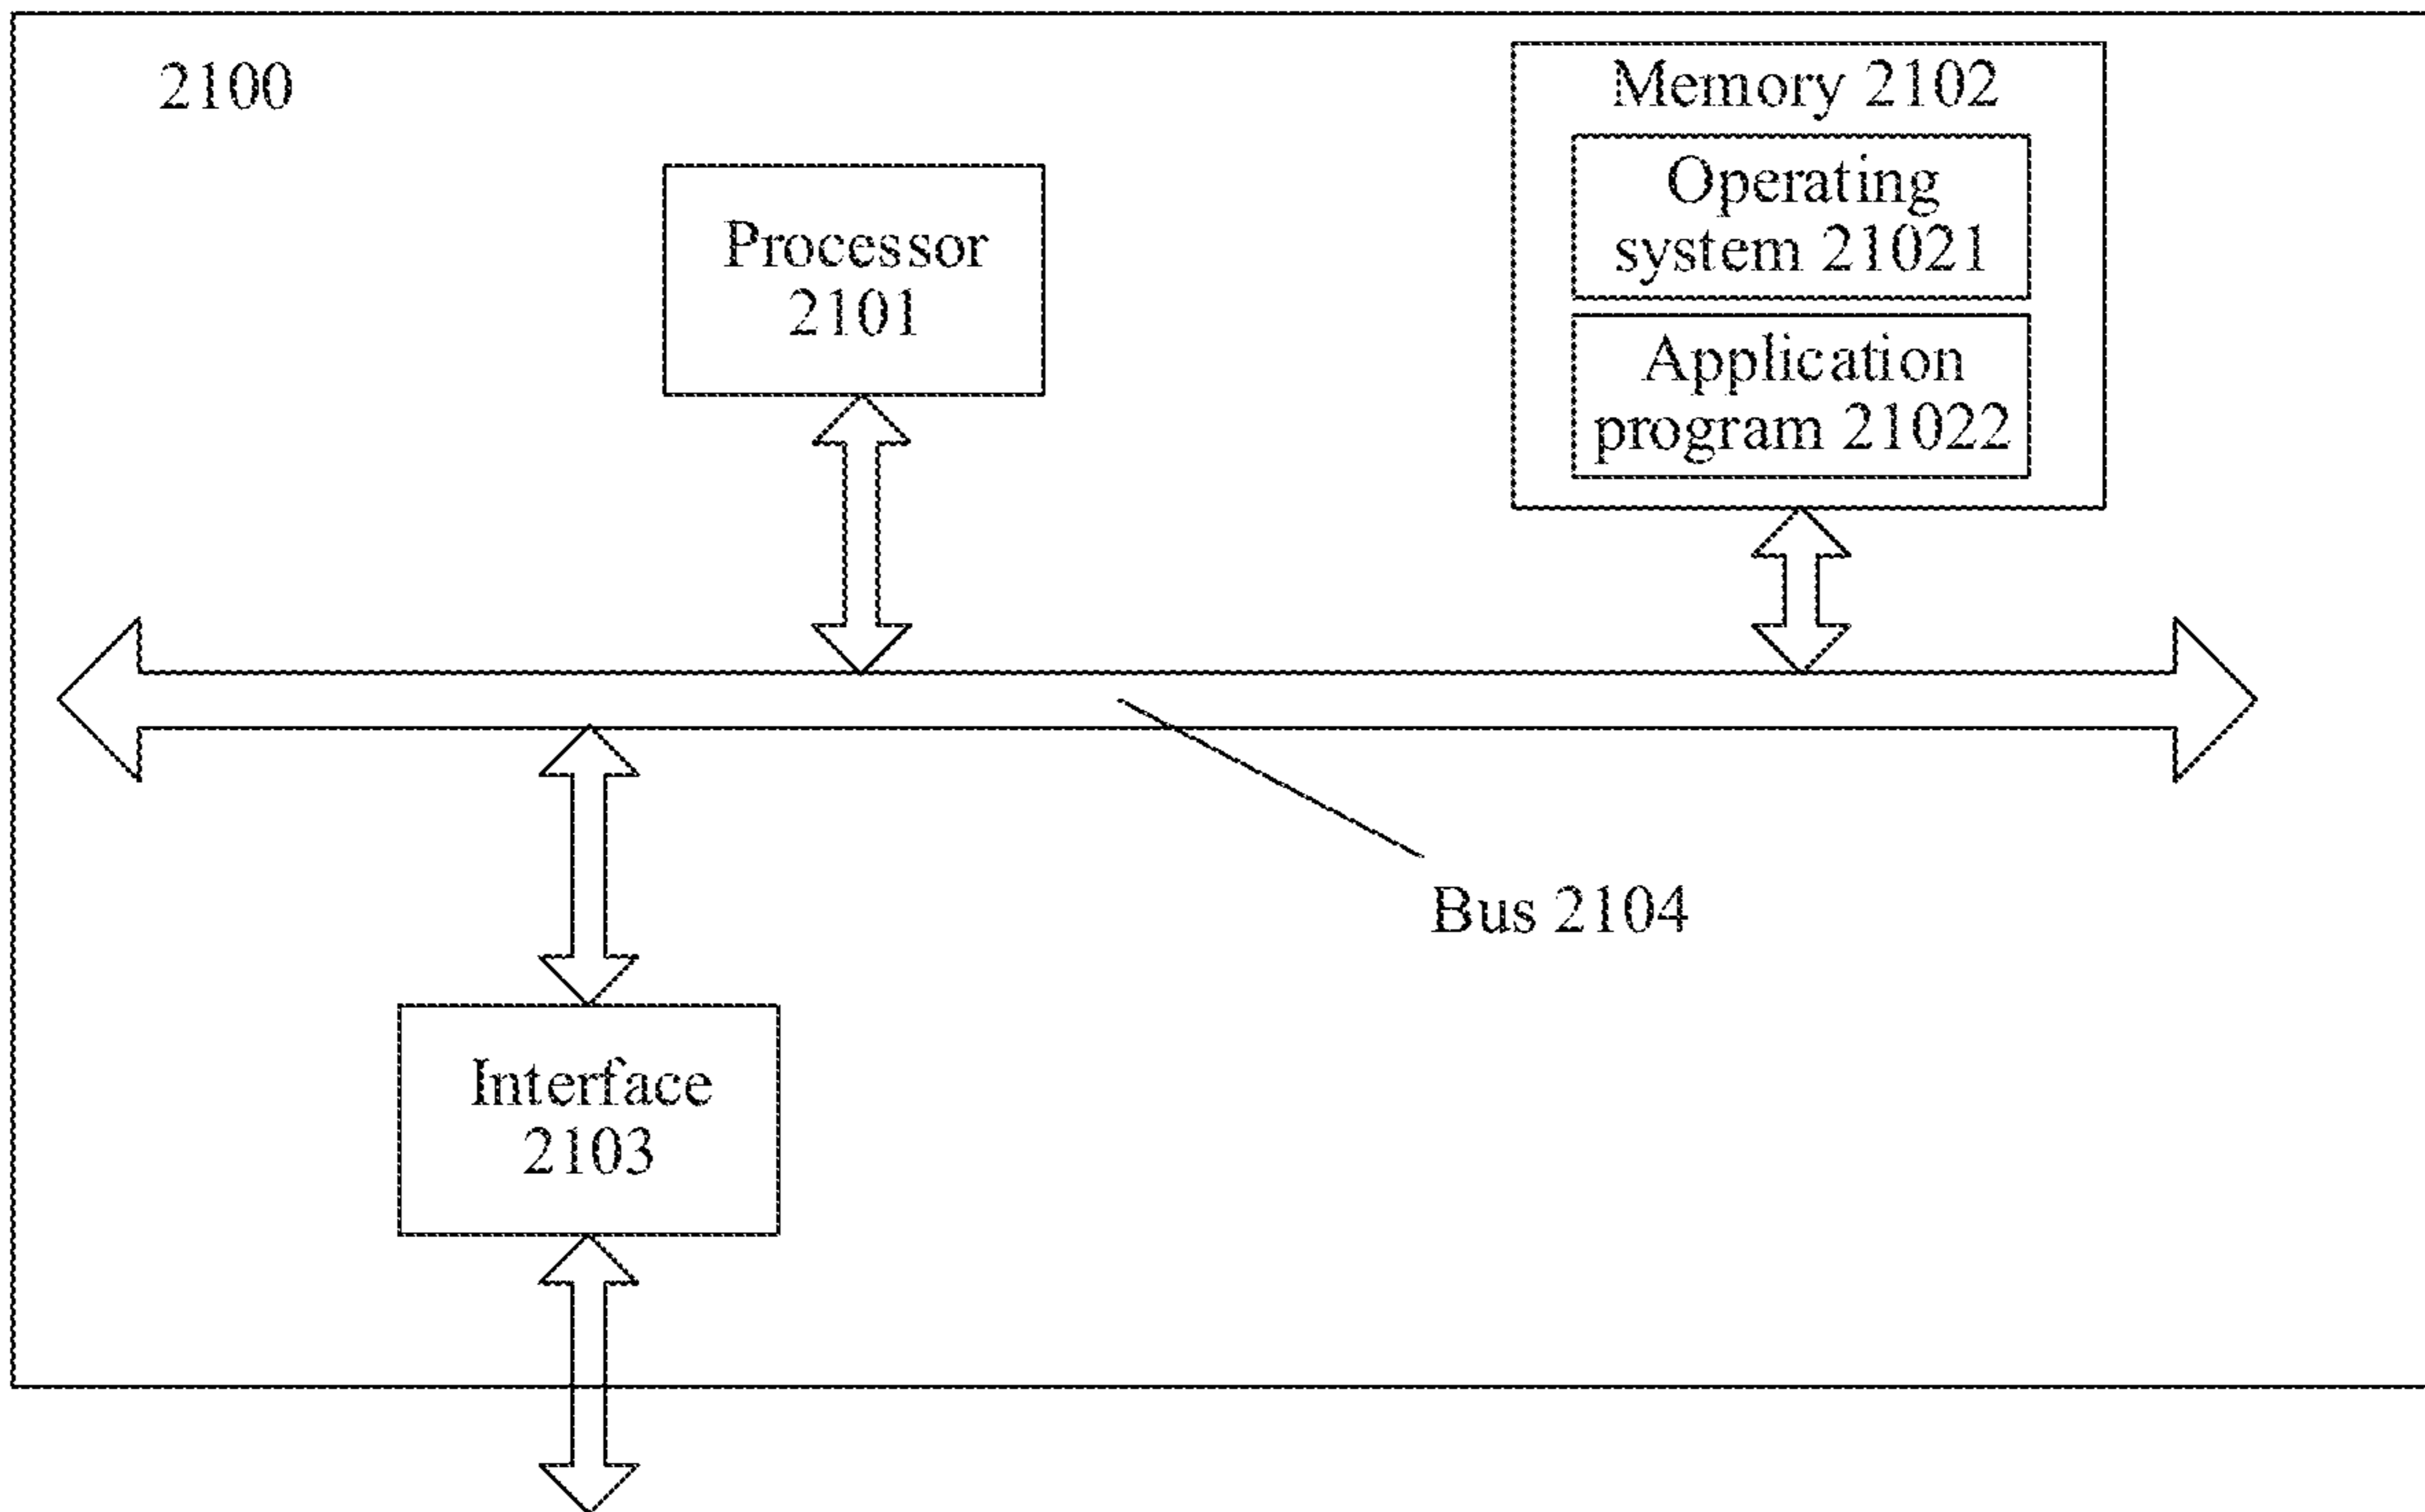 2100
Memory 2102
Operating
system 21021
Application
program 21022
Processor
2101
Bus 2104
Interface
2103